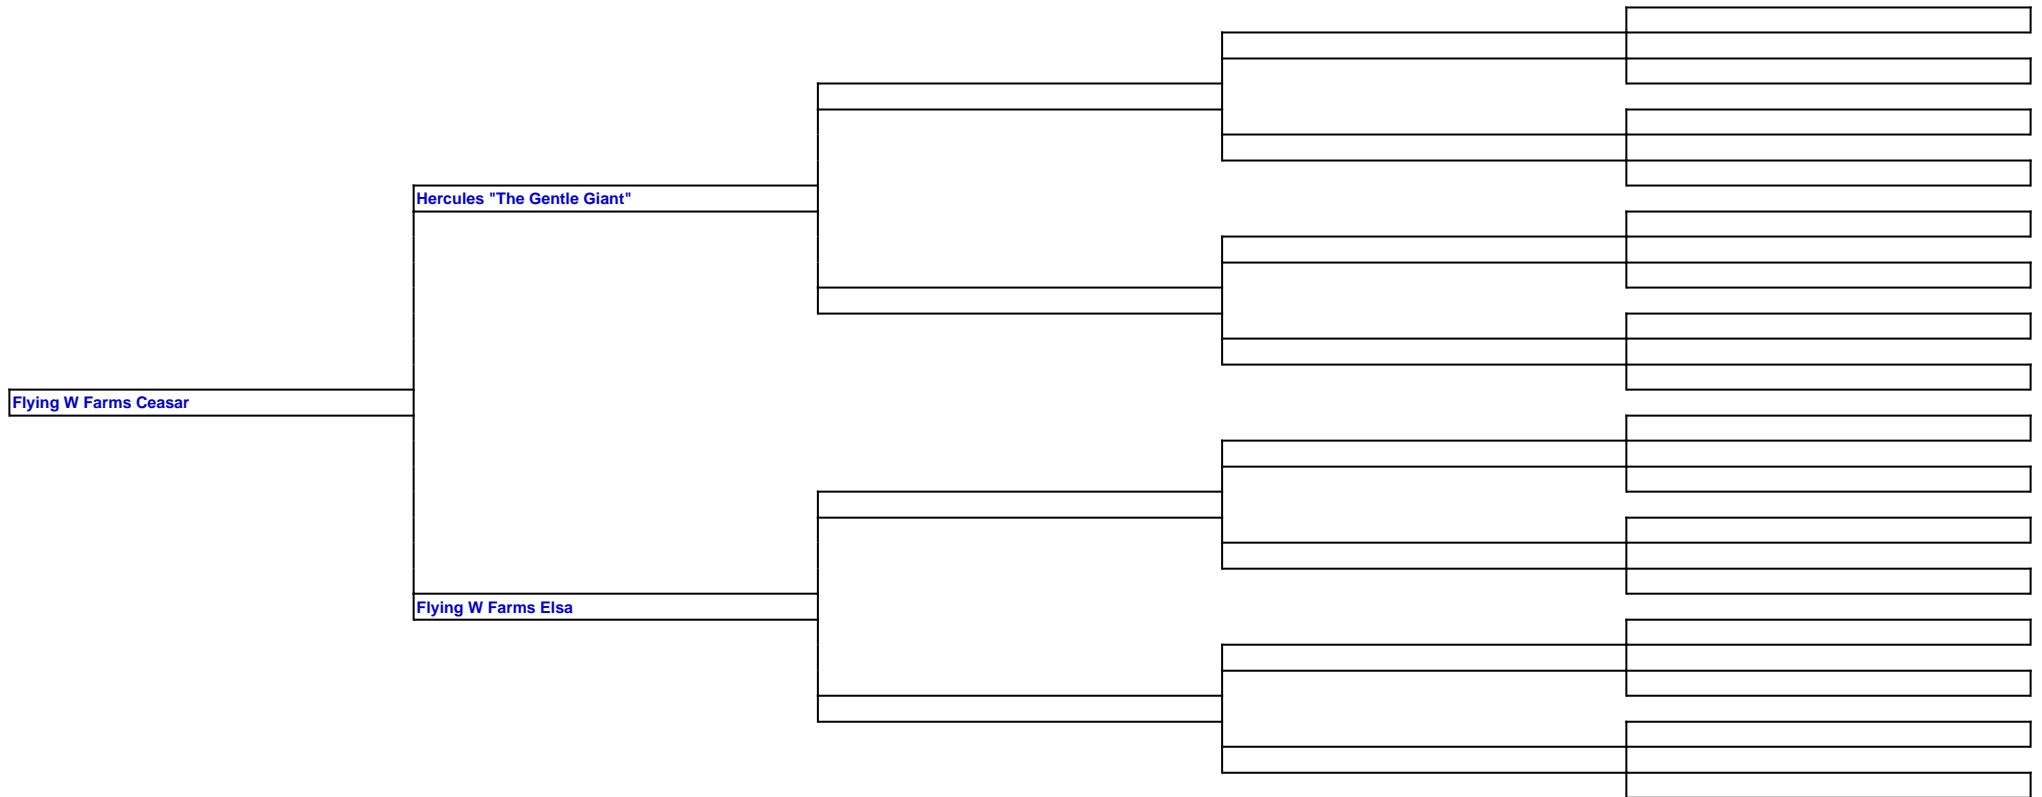 Hercules "The Gentle Giant"
Flying W Farms Ceasar
Flying W Farms Elsa